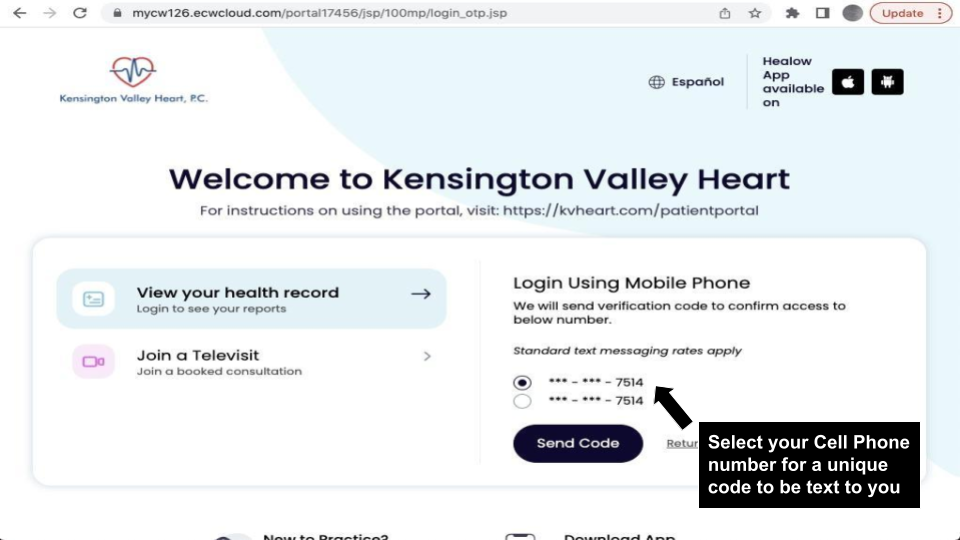 mycw126.ecwcloud.com/portal17456/jsp/100mp/login_otp.jsp
Update
Kensington Valley Heart, P.C.
Español
Healow
App
available
on
Welcome to Kensington Valley Heart
For instructions on using the portal, visit: https://kvheart.com/patientportal
View your health record
Login to see your reports
Join a Televisit
Join a booked consultation
Login Using Mobile Phone
We will send verification code to confirm access to
below number.
Standard text messaging rates apply
*** - *** - 7514
*** - *** - 7514
Send Code
Select your Cell Phone
number for a unique
code to be text to you
New to Practice?
Download App